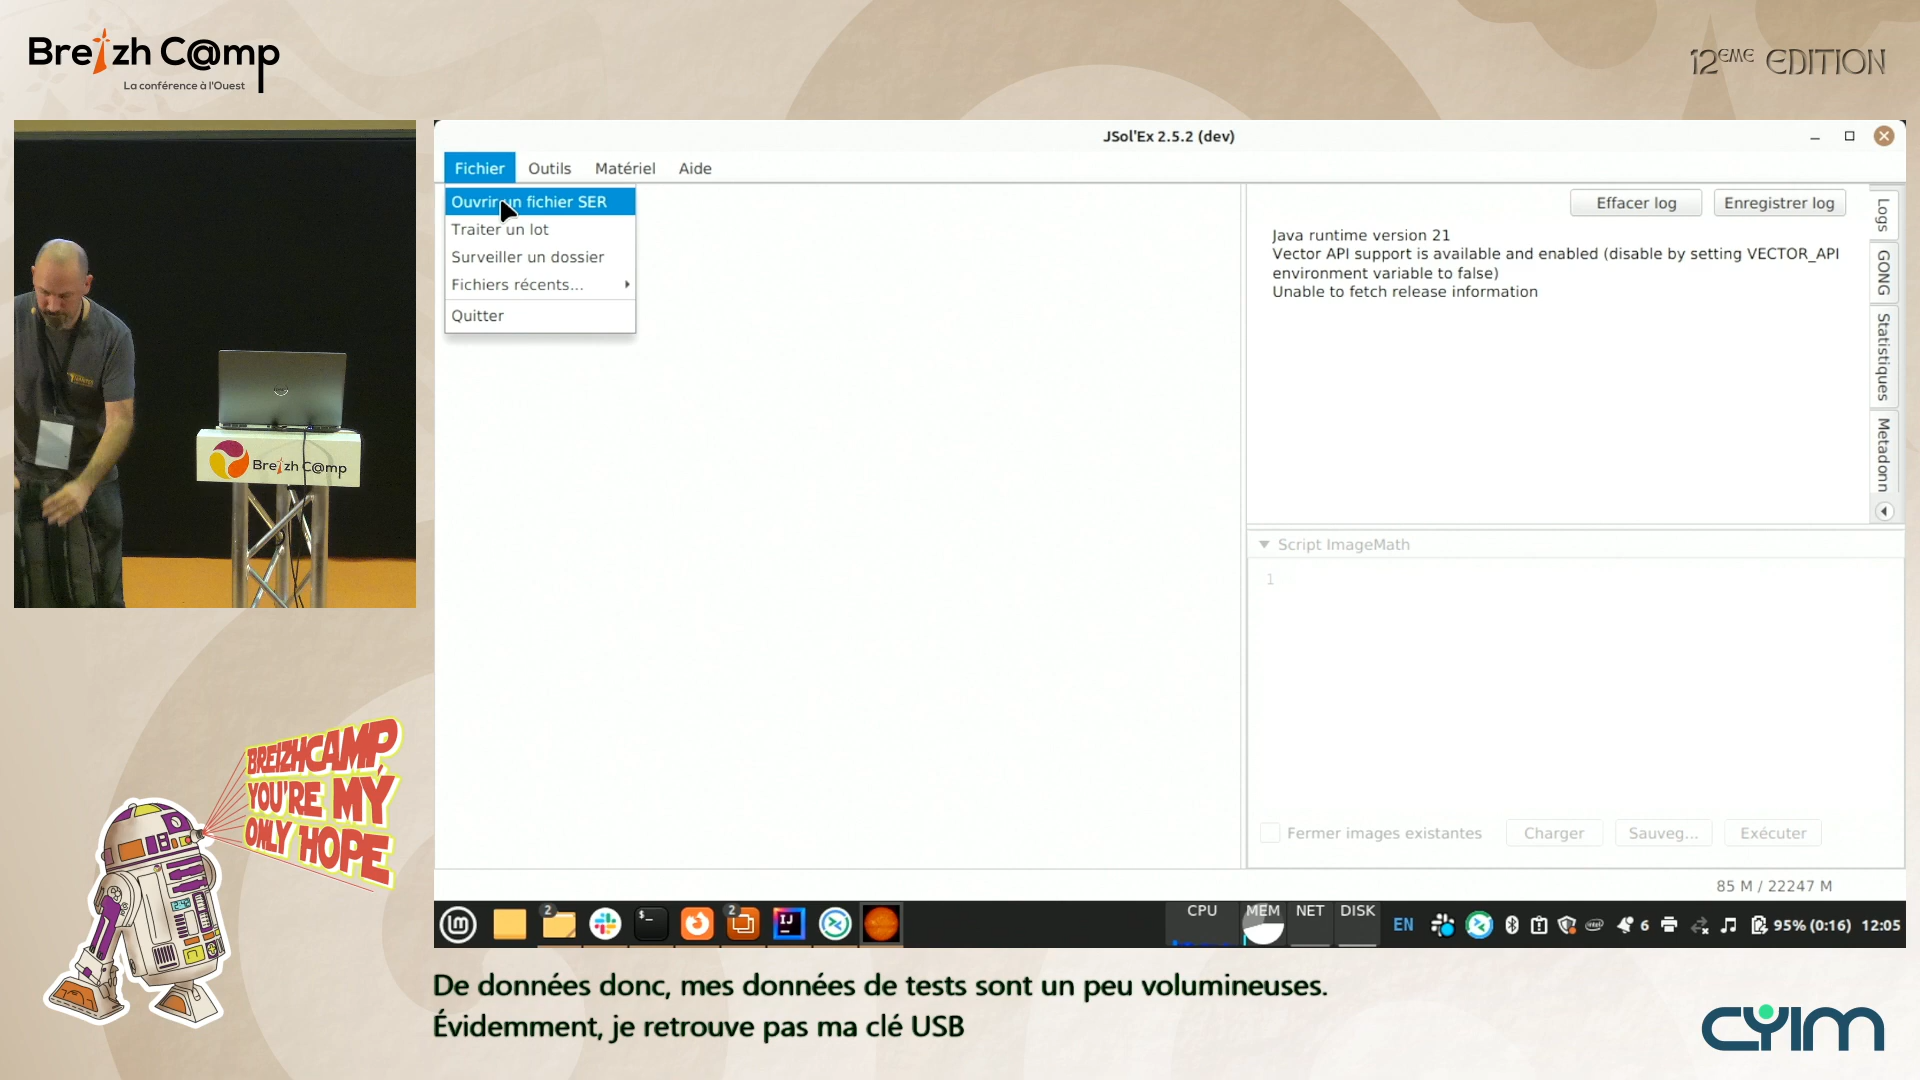 Breizh C@mp
La conférence à l'Ouest
12EME EDITION
JSol'Ex 2.5.2 (dev)
Fichier Outils Matériel Aide
Ouvrir un fichier SER
Traiter un lot
Surveiller un dossier
Fichiers récents...
Quitter
Effacer log Enregistrer log
Java runtime version 21
Vector API support is available and enabled (disable by setting VECTOR_API
environment variable to false)
Unable to fetch release information
Logs
GONG
Statistiques
Metadonn
Script ImageMath
1
Fermer images existantes Charger Sauveg... Exécuter
85 M / 22247 M
Breizh C@mp
BREIZHCAMP,
YOU'RE MY
ONLY HOPE
2 $_ 2 IJ CPU MEM NET DISK EN 6 95% (0:16) 12:05
De données donc, mes données de tests sont un peu volumineuses.
Évidemment, je retrouve pas ma clé USB
CYIM